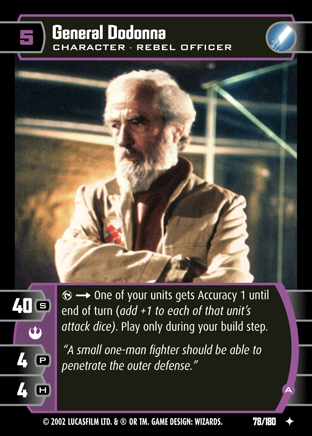 5
General Dodonna
CHARACTER · REBEL OFFICER
40 S
→ One of your units gets Accuracy 1 until
end of turn (add +1 to each of that unit's
attack dice). Play only during your build step.
4 P
"A small one-man fighter should be able to
penetrate the outer defense."
4 H
A
© 2002 LUCASFILM LTD. & ® OR TM. GAME DESIGN: WIZARDS. 78/180